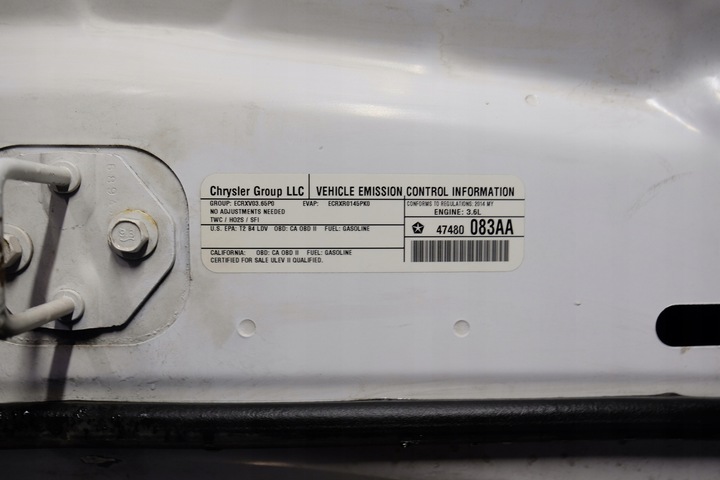 Chrysler Group LLC
VEHICLE EMISSION CONTROL INFORMATION
GROUP: ECRXV03.65P0 EVAP: ECRXR0145PK0
NO ADJUSTMENTS NEEDED
TWC / HO2S / SFI
CONFORMS TO REGULATIONS: 2014 MY
ENGINE: 3.6L
U.S. EPA: T2 B4 LDV OBD: CA OBD II FUEL: GASOLINE
47480 083AA
CALIFORNIA: OBD: CA OBD II FUEL: GASOLINE
CERTIFIED FOR SALE ULEV II QUALIFIED.